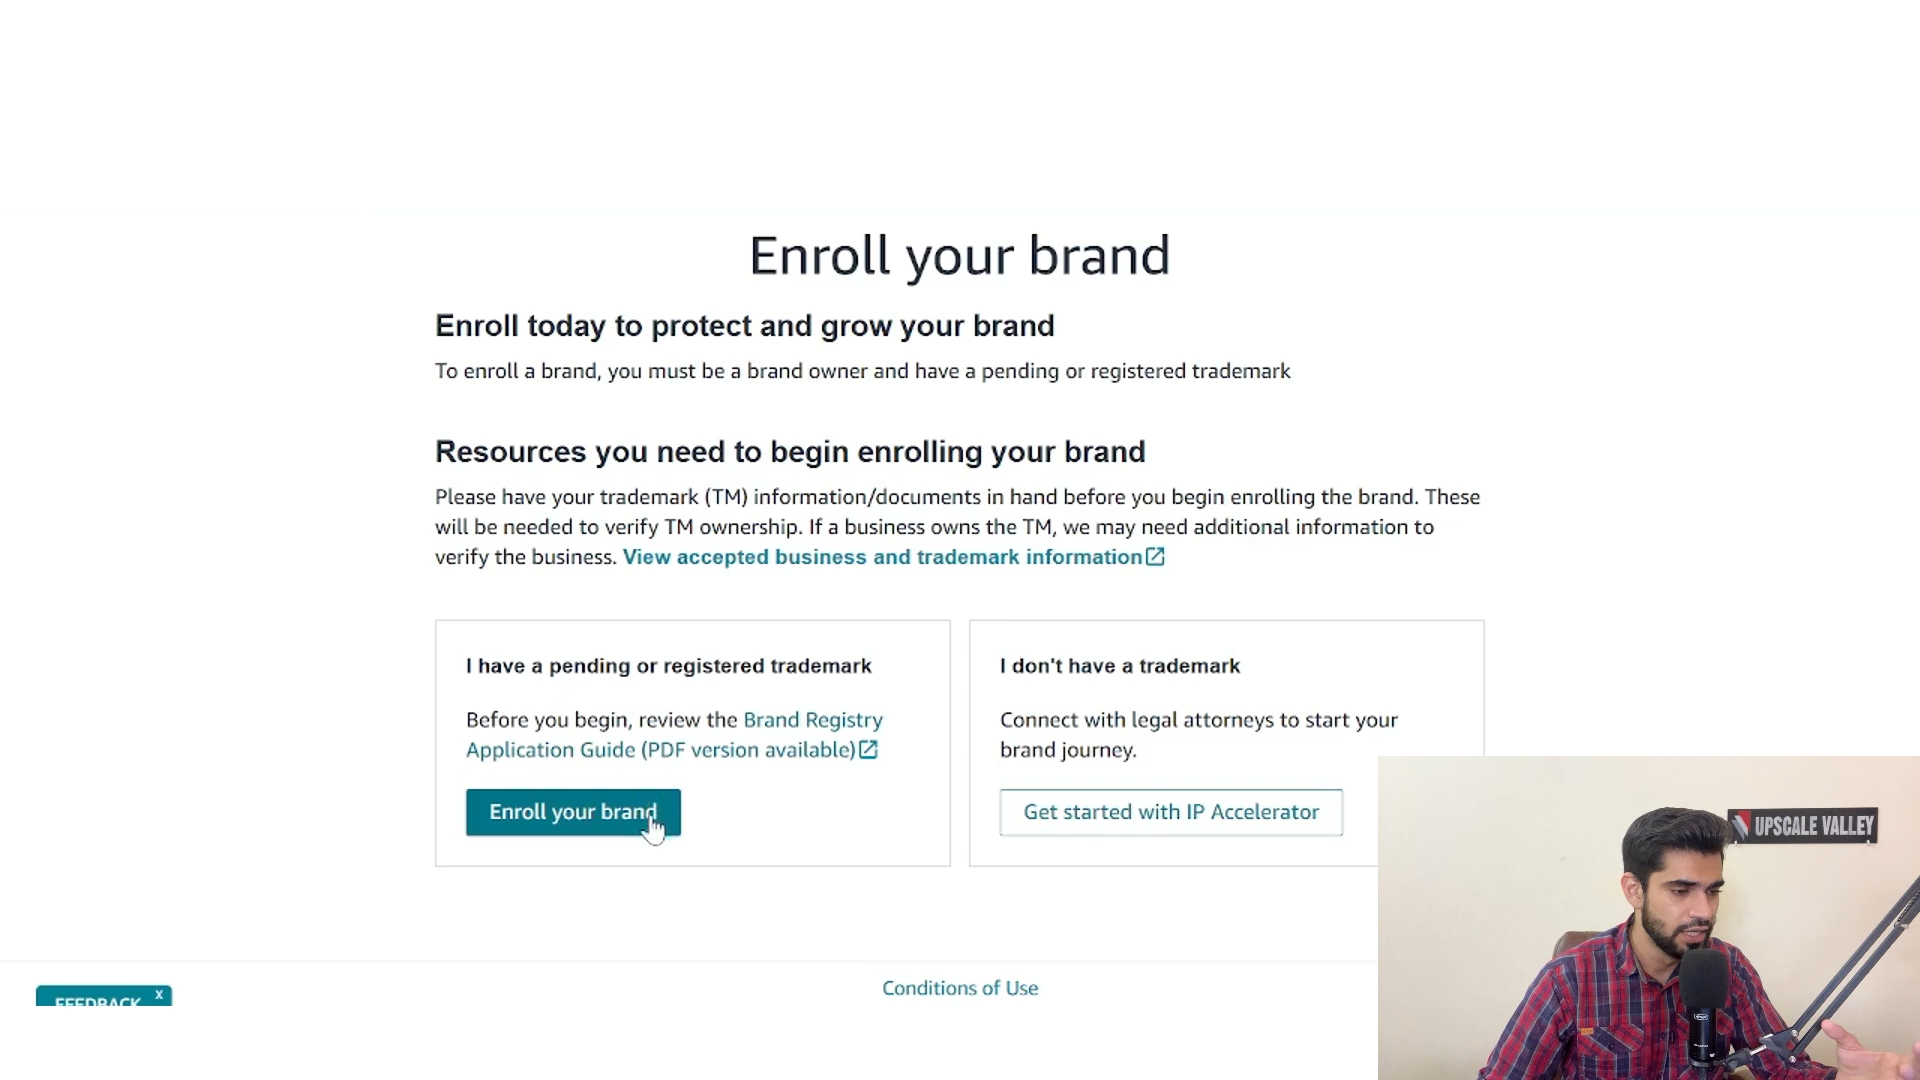 Enroll your brand
Enroll today to protect and grow your brand
To enroll a brand, you must be a brand owner and have a pending or registered trademark
Resources you need to begin enrolling your brand
Please have your trademark (TM) information/documents in hand before you begin enrolling the brand. These
will be needed to verify TM ownership. If a business owns the TM, we may need additional information to
verify the business. View accepted business and trademark information
I have a pending or registered trademark
Before you begin, review the Brand Registry
Application Guide (PDF version available)
Enroll your brand
I don't have a trademark
Connect with legal attorneys to start your
brand journey.
Get started with IP Accelerator
UPSCALE VALLEY
FEEDBACK x
Conditions of Use